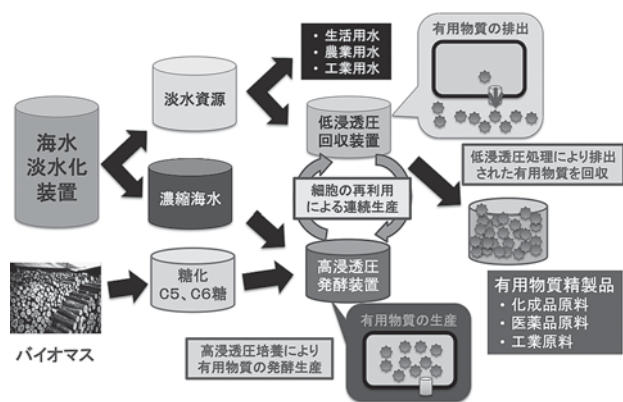 ・生活用水
・農業用水
・工業用水
有用物質の排出
海水
淡水化
装置
淡水資源
低浸透圧
回収装置
低浸透圧処理により排出
された有用物質を回収
濃縮海水
細胞の再利用
による連続生産
糖化
C5、C6糖
高浸透圧
発酵装置
バイオマス
有用物質精製品
・化成品原料
・医薬品原料
・工業原料
有用物質の生産
高浸透圧培養により
有用物質の発酵生産